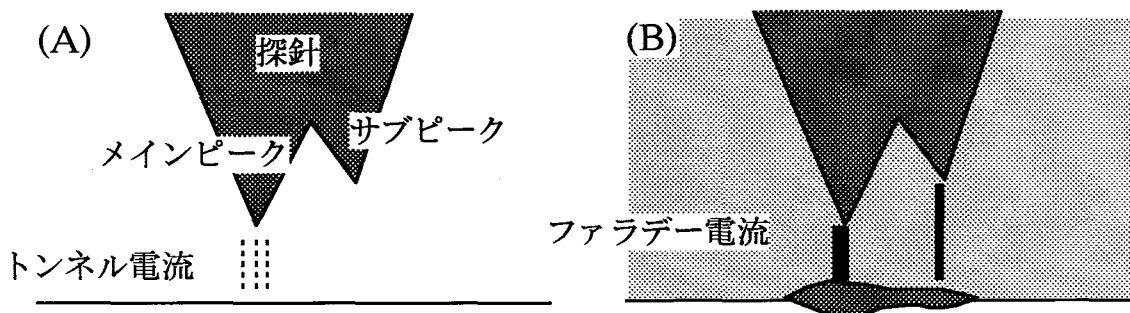 (A)
探針
サブピーク
メインピーク
トンネル電流
(B)
ファラデー電流